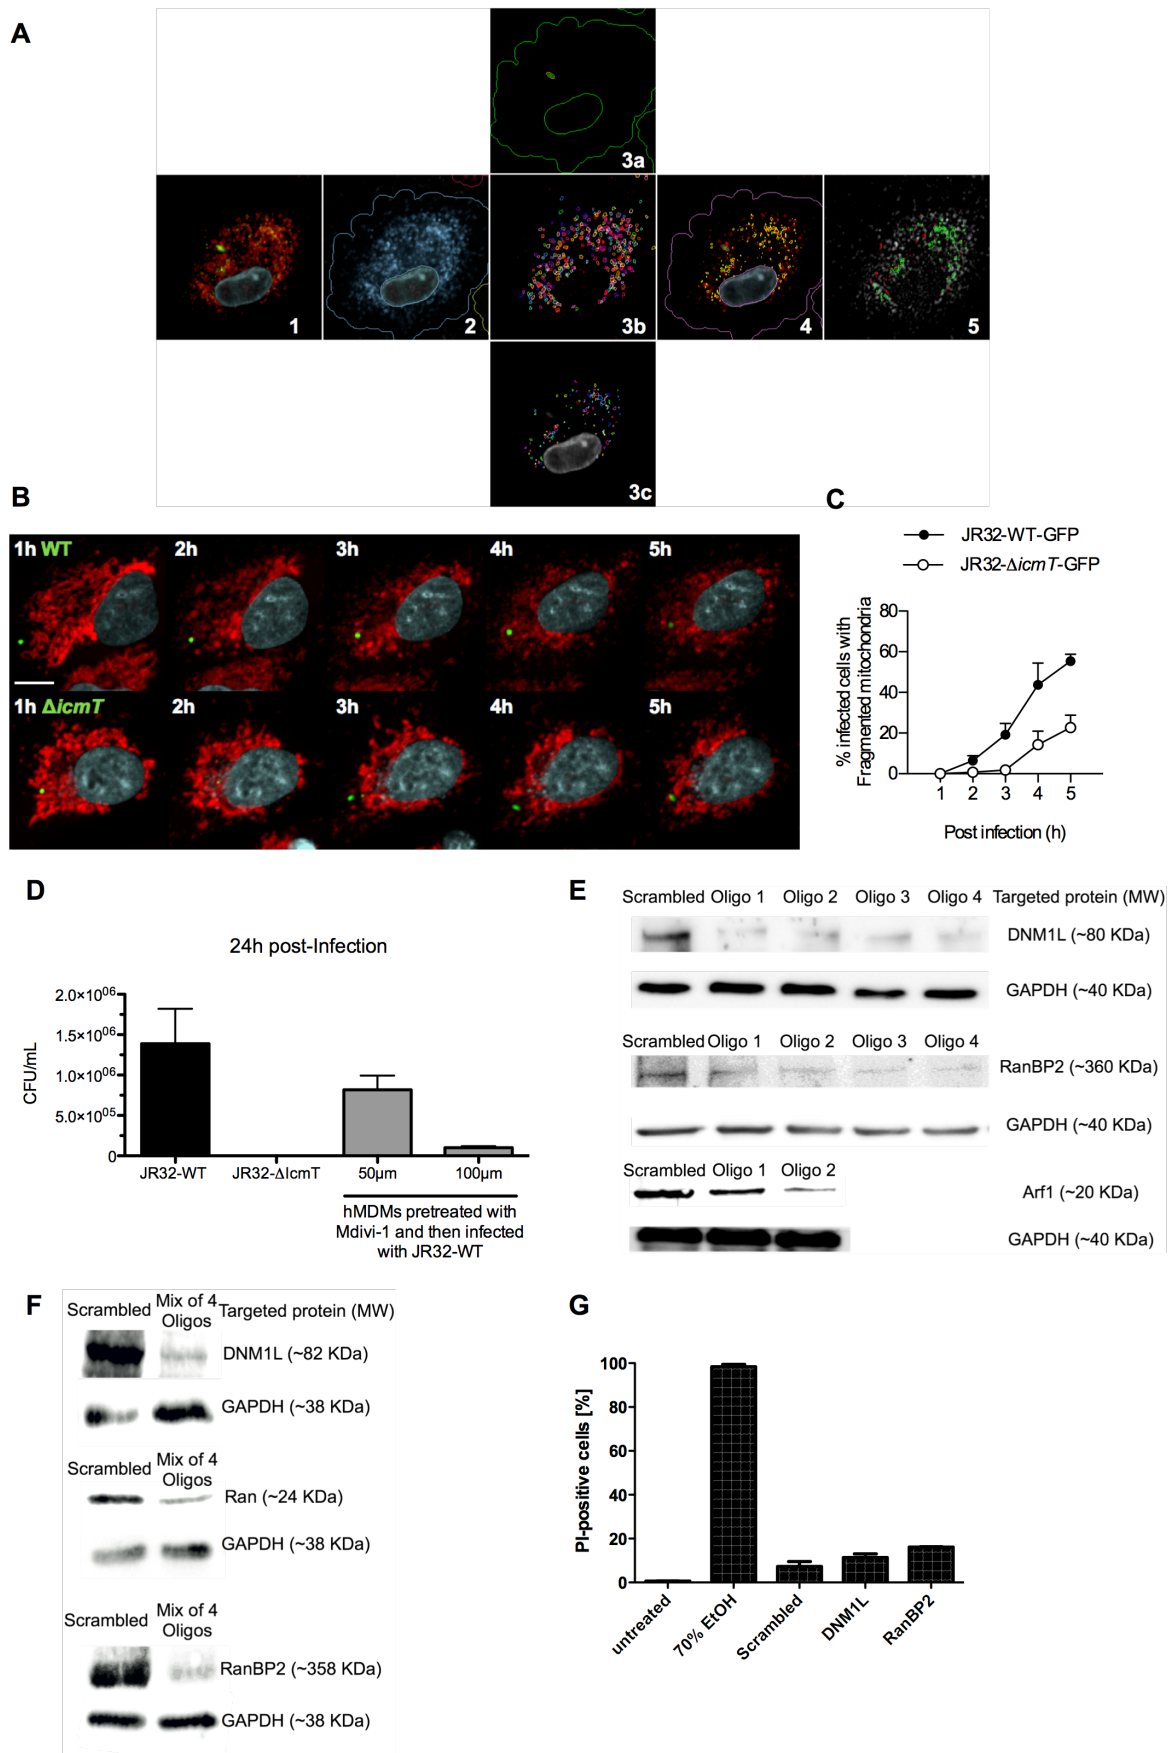 A
3a
1
2
3b
4
5
3c
B
1h WT
2h
3h
4h
5h
1h ΔicmT
2h
3h
4h
5h
C
JR32-WT-GFP
JR32-ΔicmT-GFP
% infected cells with
Fragmented mitochondria
80
60
40
20
0
1 2 3 4 5
Post infection (h)
D
24h post-Infection
CFU/mL
2.0×10^06
1.5×10^06
1.0×10^06
5.0×10^05
0
JR32-WT JR32-ΔIcmT 50μm 100μm
hMDMs pretreated with
Mdivi-1 and then infected
with JR32-WT
E
Scrambled Oligo 1 Oligo 2 Oligo 3 Oligo 4 Targeted protein (MW)
DNM1L (~80 KDa)
GAPDH (~40 KDa)
Scrambled Oligo 1 Oligo 2 Oligo 3 Oligo 4
RanBP2 (~360 KDa)
GAPDH (~40 KDa)
Scrambled Oligo 1 Oligo 2
Arf1 (~20 KDa)
GAPDH (~40 KDa)
F
Scrambled Mix of 4 Oligos Targeted protein (MW)
DNM1L (~82 KDa)
GAPDH (~38 KDa)
Scrambled Mix of 4 Oligos
Ran (~24 KDa)
GAPDH (~38 KDa)
Scrambled Mix of 4 Oligos
RanBP2 (~358 KDa)
GAPDH (~38 KDa)
G
PI-positive cells [%]
100
80
60
40
20
0
untreated
70% EtOH
Scrambled
DNM1L
RanBP2